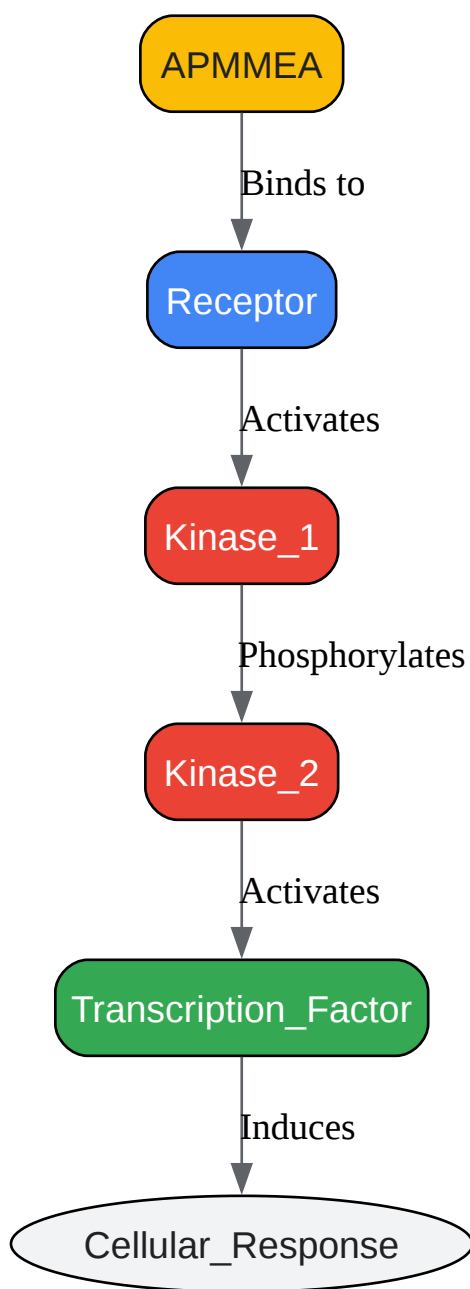 APMMEA
Binds to
Receptor
Activates
Kinase_1
Phosphorylates
Kinase_2
Activates
Transcription_Factor
Induces
Cellular_Response